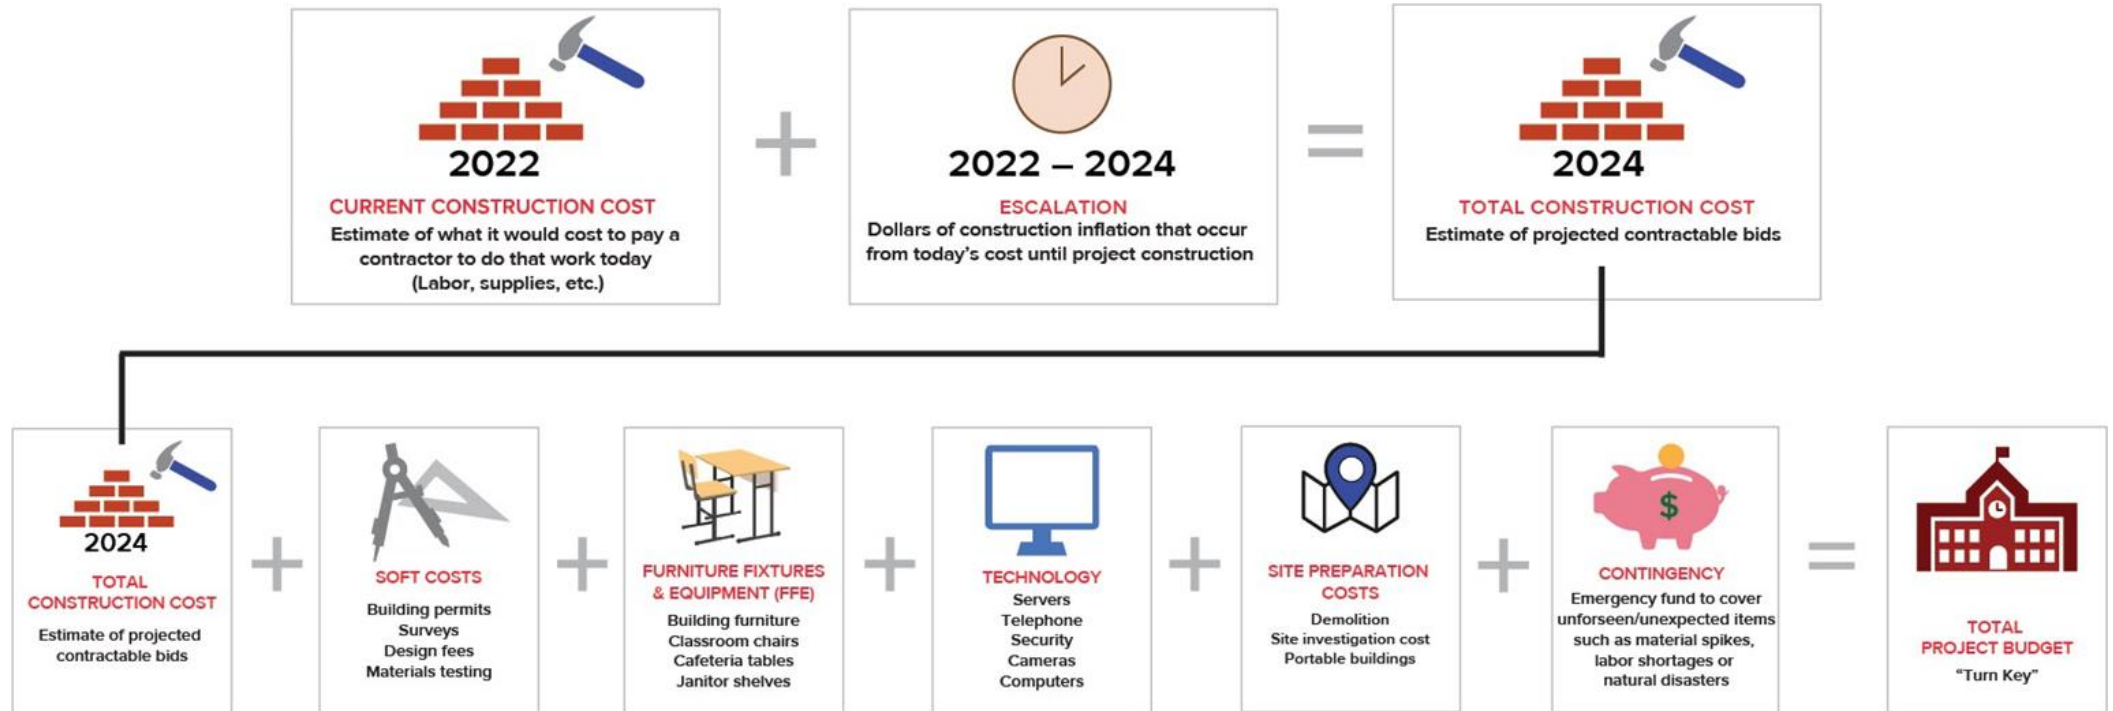 2022
CURRENT CONSTRUCTION COST
Estimate of what it would cost to pay a
contractor to do that work today
(Labor, supplies, etc.)
+
2022 – 2024
ESCALATION
Dollars of construction inflation that occur
from today's cost until project construction
=
2024
TOTAL CONSTRUCTION COST
Estimate of projected contractable bids
2024
TOTAL
CONSTRUCTION COST
Estimate of projected
contractable bids
+
SOFT COSTS
Building permits
Surveys
Design fees
Materials testing
+
FURNITURE FIXTURES
& EQUIPMENT (FFE)
Building furniture
Classroom chairs
Cafeteria tables
Janitor shelves
+
TECHNOLOGY
Servers
Telephone
Security
Cameras
Computers
+
SITE PREPARATION
COSTS
Demolition
Site investigation cost
Portable buildings
+
$
CONTINGENCY
Emergency fund to cover
unforseen/unexpected items
such as material spikes,
labor shortages or
natural disasters
=
TOTAL
PROJECT BUDGET
“Turn Key”